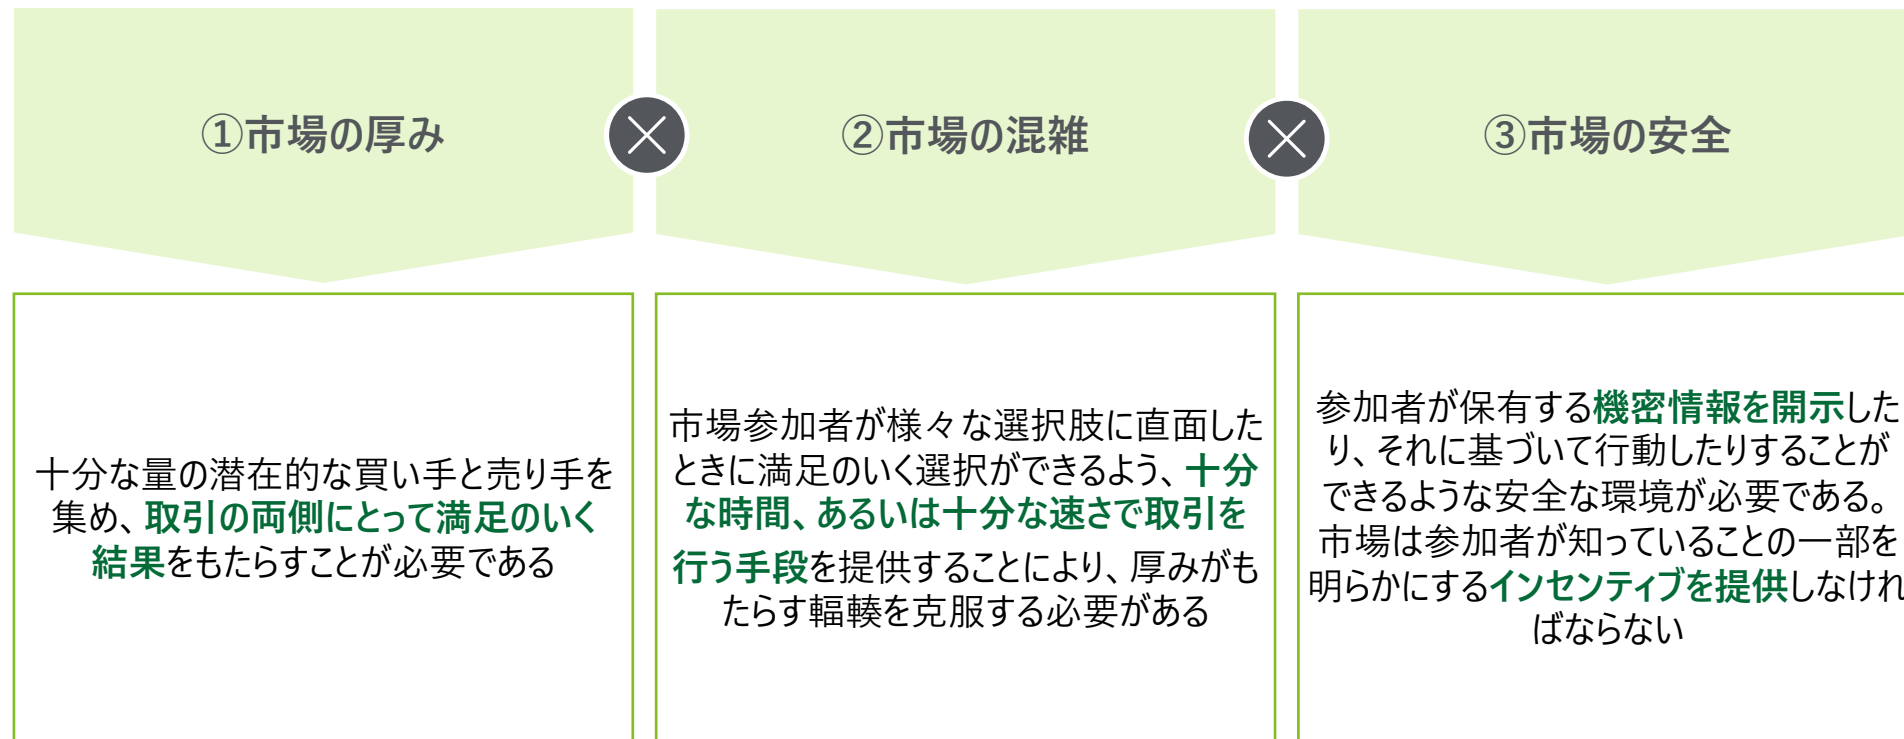 ①市場の厚み
②市場の混雑
③市場の安全
十分な量の潜在的な買い手と売り手を
集め、取引の両側にとって満足のいく
結果をもたらすことが必要である
市場参加者が様々な選択肢に直面した
ときに満足のいく選択ができるよう、十分
な時間、あるいは十分な速さで取引を
行う手段を提供することにより、厚みがも
たらす輻輳を克服する必要がある
参加者が保有する機密情報を開示した
り、それに基づいて行動したりすることが
できるような安全な環境が必要である。
市場は参加者が知っていることの一部を
明らかにするインセンティブを提供しなけれ
ばならない